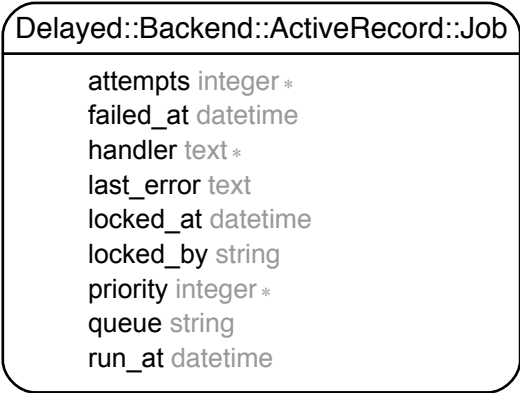 Delayed::Backend::ActiveRecord::Job
attempts integer *
failed_at datetime
handler text *
last_error text
locked_at datetime
locked_by string
priority integer *
queue string
run_at datetime